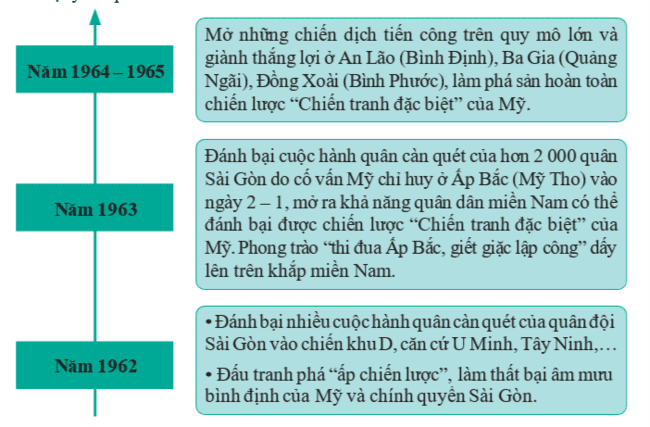 Mở những chiến dịch tiến công trên quy mô lớn và
giành thắng lợi ở An Lão (Bình Định), Ba Gia (Quảng
Ngãi), Đồng Xoài (Bình Phước), làm phá sản hoàn toàn
chiến lược “Chiến tranh đặc biệt” của Mỹ.
Năm 1964 – 1965
Đánh bại cuộc hành quân càn quét của hơn 2 000 quân
Sài Gòn do cố vấn Mỹ chỉ huy ở Ấp Bắc (Mỹ Tho) vào
ngày 2 – 1, mở ra khả năng quân dân miền Nam có thể
đánh bại được chiến lược “Chiến tranh đặc biệt” của
Mỹ. Phong trào “thi đua Ấp Bắc, giết giặc lập công” dấy
lên trên khắp miền Nam.
Năm 1963
• Đánh bại nhiều cuộc hành quân càn quét của quân đội
Sài Gòn vào chiến khu D, căn cứ U Minh, Tây Ninh,...
• Đấu tranh phá “ấp chiến lược”, làm thất bại âm mưu
bình định của Mỹ và chính quyền Sài Gòn.
Năm 1962